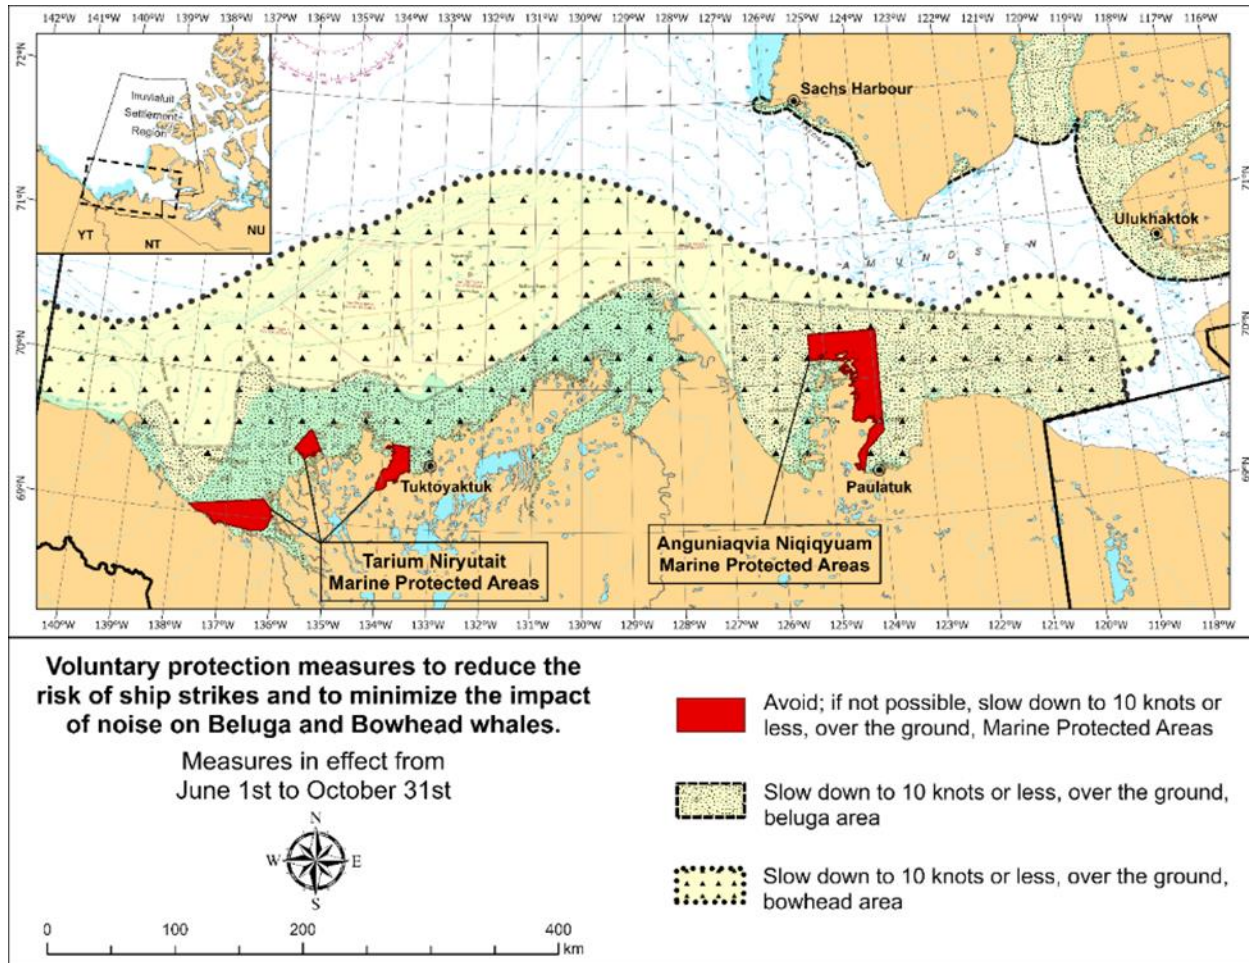 142°W 141°W 140°W 139°W 138°W 137°W 136°W 135°W 134°W 133°W 132°W 131°W 130°W 129°W 128°W 127°W 126°W 125°W 124°W 123°W 122°W 121°W 120°W 119°W 118°W 117°W 116°W
72°N
71°N
70°N
69°N
Settlement
Region
YT
NT
NU
Sachs Harbour
71°N
Ulukhaktok
AMUNDSEN
70°N
69°N
Tuktoyaktuk
Paulatuk
Tarium Niryutait
Marine Protected Areas
Anguniaqvia Niqiqyuam
Marine Protected Areas
140°W 139°W 138°W 137°W 136°W 135°W 134°W 133°W 132°W 131°W 130°W 129°W 128°W 127°W 126°W 125°W 124°W 123°W 122°W 121°W 120°W 119°W 118°W
Voluntary protection measures to reduce the
risk of ship strikes and to minimize the impact
of noise on Beluga and Bowhead whales.
Measures in effect from
June 1st to October 31st
N
W E
S
0 100 200 400
km
Avoid; if not possible, slow down to 10 knots or
less, over the ground, Marine Protected Areas
Slow down to 10 knots or less, over the ground,
beluga area
Slow down to 10 knots or less, over the ground,
bowhead area